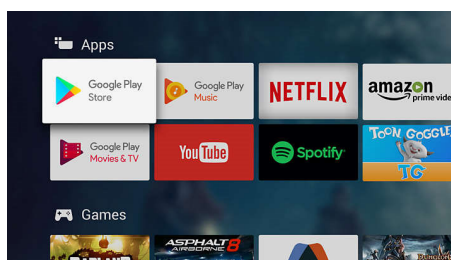 Apps
Google Play
Store
Google Play
Music
NETFLIX
amazon
prime vide
Google Play
Movies & TV
YouTube
Spotify
TOON GOGGLE
TG
Games
ASPHALT 8
AIRBORNE